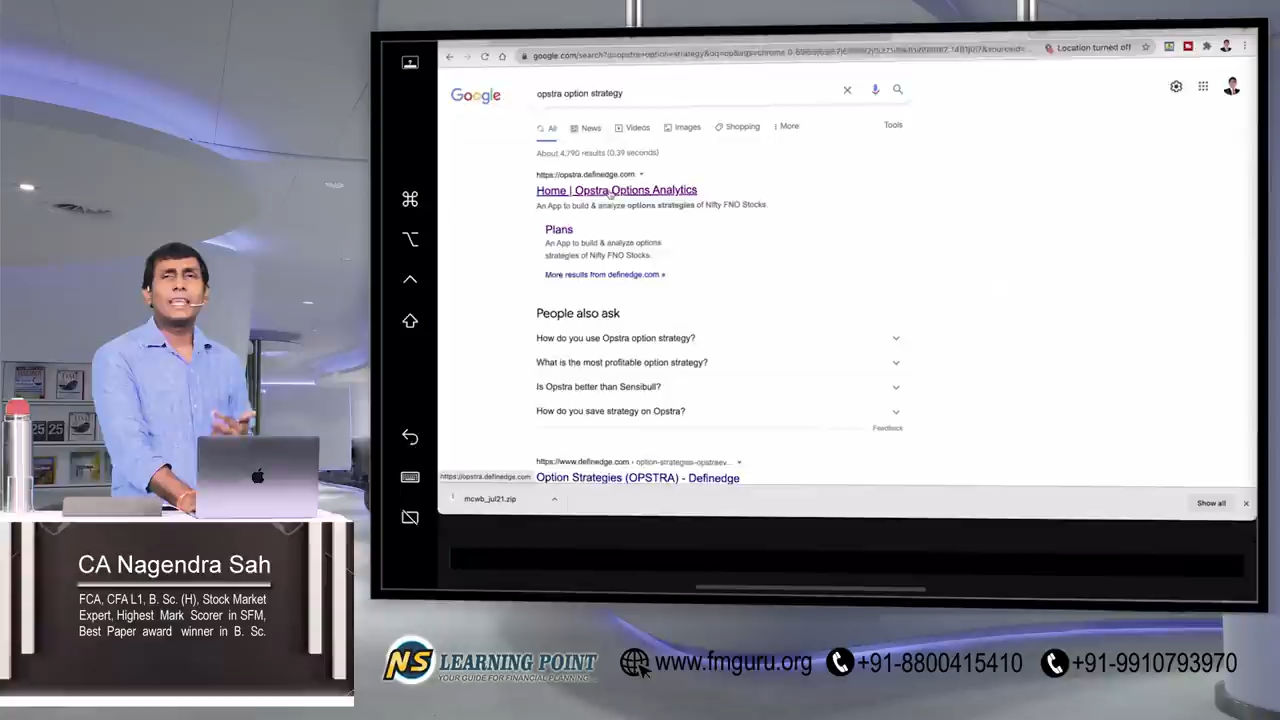 Location turned off
Google
opstra option strategy
All
News
Videos
Images
Shopping
More
Tools
About 4,790 results (0.39 seconds)
https://opstra.definedge.com
Home | Opstra Options Analytics
An App to build & analyze options strategies of Nifty FNO Stocks.
Plans
An App to build & analyze options
strategies of Nifty FNO Stocks.
More results from definedge.com »
People also ask
How do you use Opstra option strategy?
What is the most profitable option strategy?
Is Opstra better than Sensibull?
How do you save strategy on Opstra?
Feedback
https://www.definedge.com › option-strategies-opstraev...
https://opstra.definedge.com
Option Strategies (OPSTRA) - Definedge
mcwb_jul21.zip
Show all
25 25
CA Nagendra Sah
FCA, CFA L1, B. Sc. (H), Stock Market
Expert, Highest Mark Scorer in SFM,
Best Paper award winner in B. Sc.
NS LEARNING POINT
YOUR GUIDE FOR FINANCIAL PLANNING...
www.fmguru.org
+91-8800415410
+91-9910793970